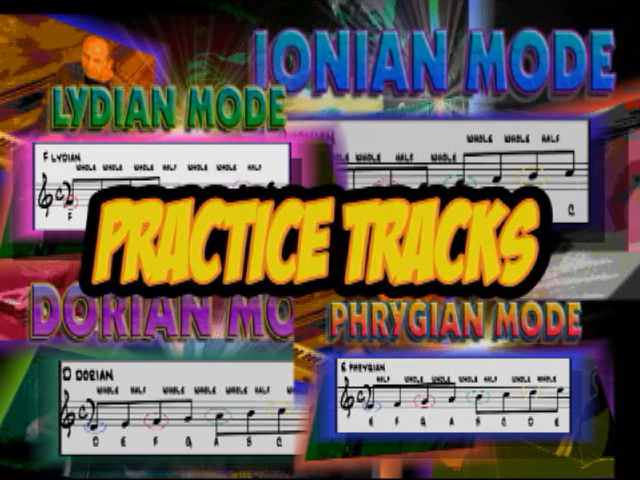 IONIAN MODE
LYDIAN MODE
F LYDIAN
WHOLE WHOLE WHOLE HALF WHOLE WHOLE HALF
F
WHOLE WHOLE HALF
WHOLE HALF WHOLE
C
PRACTICE TRACKS
DORIAN MO
D DORIAN
WHOLE HALF WHOLE WHOLE WHOLE HALF
D E F G A B C
PHRYGIAN MODE
E PHRYGIAN
HALF WHOLE WHOLE WHOLE HALF WHOLE WHOLE
E F G A B C D E